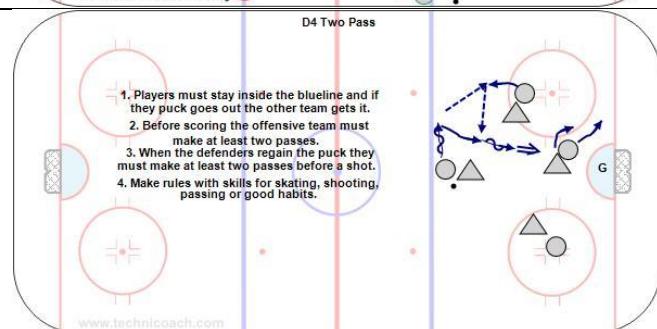 D4 Two Pass
1. Players must stay inside the blueline and if
they puck goes out the other team gets it.
2. Before scoring the offensive team must
make at least two passes.
3. When the defenders regain the puck they
must make at least two passes before a shot.
4. Make rules with skills for skating, shooting,
passing or good habits.
G
www.technicoach.com